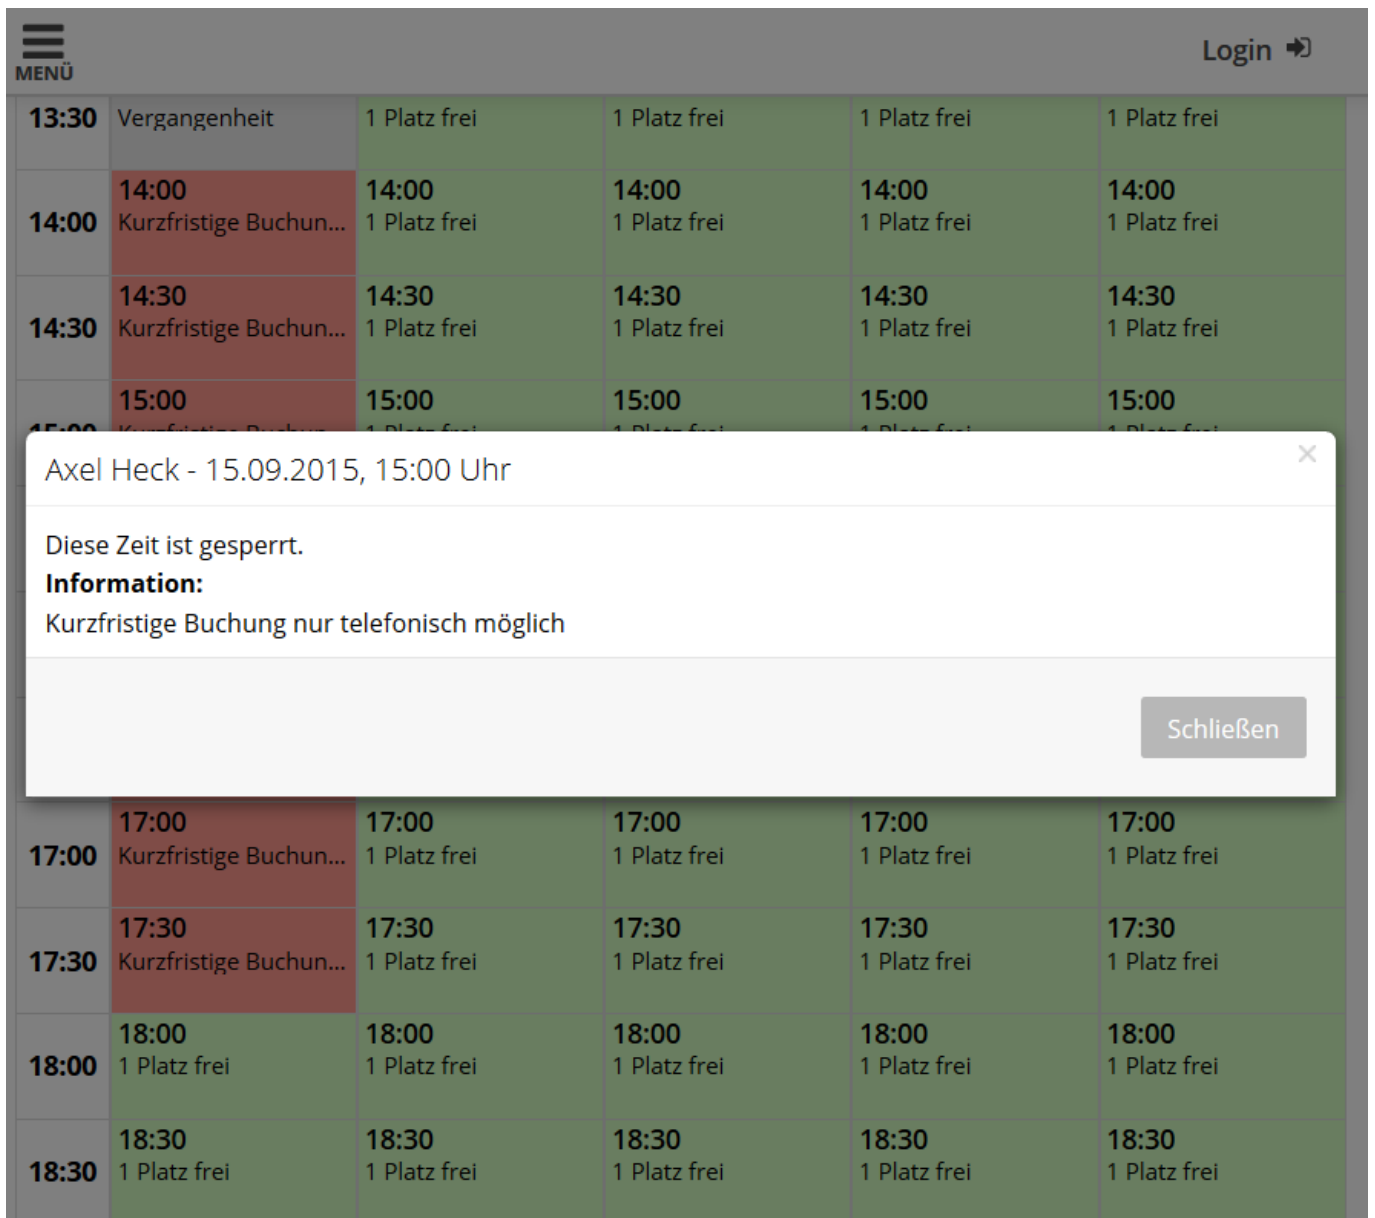 MENÜ
Login
13:30 Vergangenheit 1 Platz frei 1 Platz frei 1 Platz frei 1 Platz frei
14:00 14:00 14:00 14:00 14:00
14:00 Kurzfristige Buchun... 1 Platz frei 1 Platz frei 1 Platz frei 1 Platz frei
14:30 14:30 14:30 14:30 14:30
14:30 Kurzfristige Buchun... 1 Platz frei 1 Platz frei 1 Platz frei 1 Platz frei
15:00 15:00 15:00 15:00 15:00
Axel Heck - 15.09.2015, 15:00 Uhr
Diese Zeit ist gesperrt.
Information:
Kurzfristige Buchung nur telefonisch möglich
Schließen
17:00 17:00 17:00 17:00 17:00
17:00 Kurzfristige Buchun... 1 Platz frei 1 Platz frei 1 Platz frei 1 Platz frei
17:30 17:30 17:30 17:30 17:30
17:30 Kurzfristige Buchun... 1 Platz frei 1 Platz frei 1 Platz frei 1 Platz frei
18:00 18:00 18:00 18:00 18:00
18:00 1 Platz frei 1 Platz frei 1 Platz frei 1 Platz frei 1 Platz frei
18:30 18:30 18:30 18:30 18:30
18:30 1 Platz frei 1 Platz frei 1 Platz frei 1 Platz frei 1 Platz frei